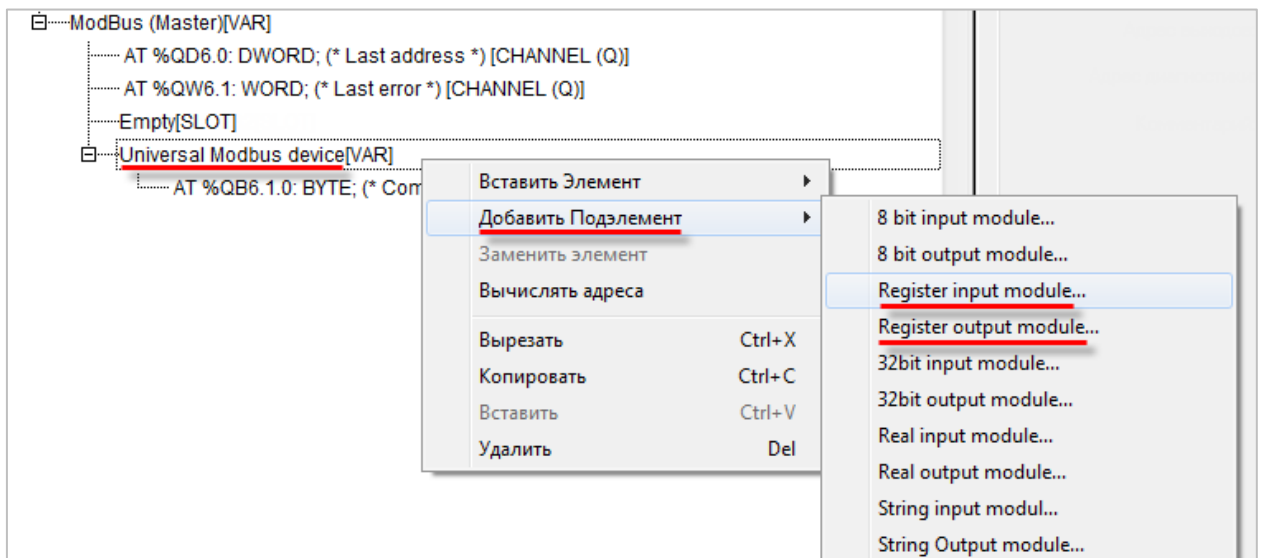 ModBus (Master)[VAR]
AT %QD6.0: DWORD; (* Last address *) [CHANNEL (Q)]
AT %QW6.1: WORD; (* Last error *) [CHANNEL (Q)]
Empty[SLOT]
Universal Modbus device[VAR]
AT %QB6.1.0: BYTE; (* Com
Вставить Элемент
Добавить Подэлемент
Заменить элемент
Вычислять адреса
Вырезать Ctrl+X
Копировать Ctrl+C
Вставить Ctrl+V
Удалить Del
8 bit input module...
8 bit output module...
Register input module...
Register output module...
32bit input module...
32bit output module...
Real input module...
Real output module...
String input modul...
String Output module...